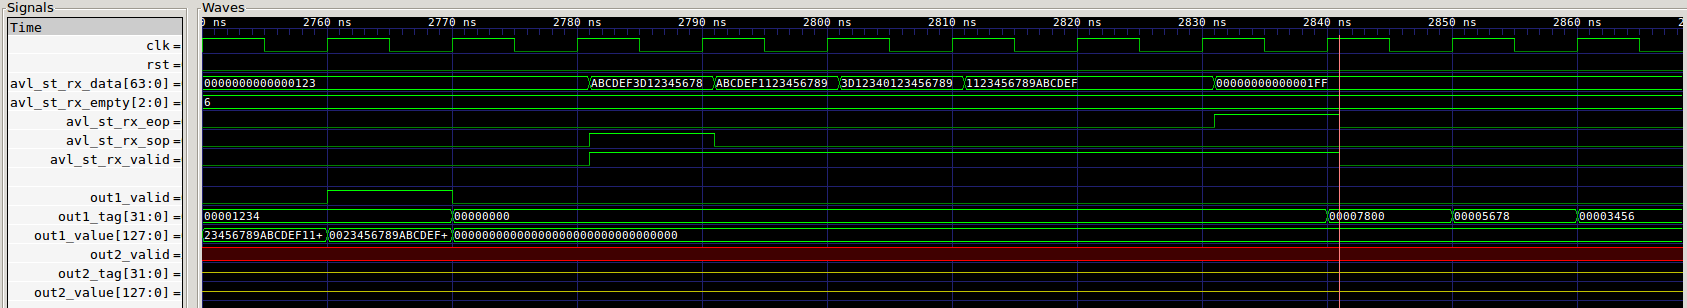 Signals
Waves
Time
0 ns 2760 ns 2770 ns 2780 ns 2790 ns 2800 ns 2810 ns 2820 ns 2830 ns 2840 ns 2850 ns 2860 ns 2
clk =
rst =
avl_st_rx_data[63:0] = 0000000000000123 ABCDEF3D12345678 ABCDEF1123456789 3D12340123456789 1123456789ABCDEF 00000000000001FF
avl_st_rx_empty[2:0] = 6
avl_st_rx_eop =
avl_st_rx_sop =
avl_st_rx_valid =
out1_valid =
out1_tag[31:0] = 00001234 00000000 00007800 00005678 00003456
out1_value[127:0] = 23456789ABCDEF11+ 0023456789ABCDEF+ 00000000000000000000000000000000
out2_valid =
out2_tag[31:0] =
out2_value[127:0] =